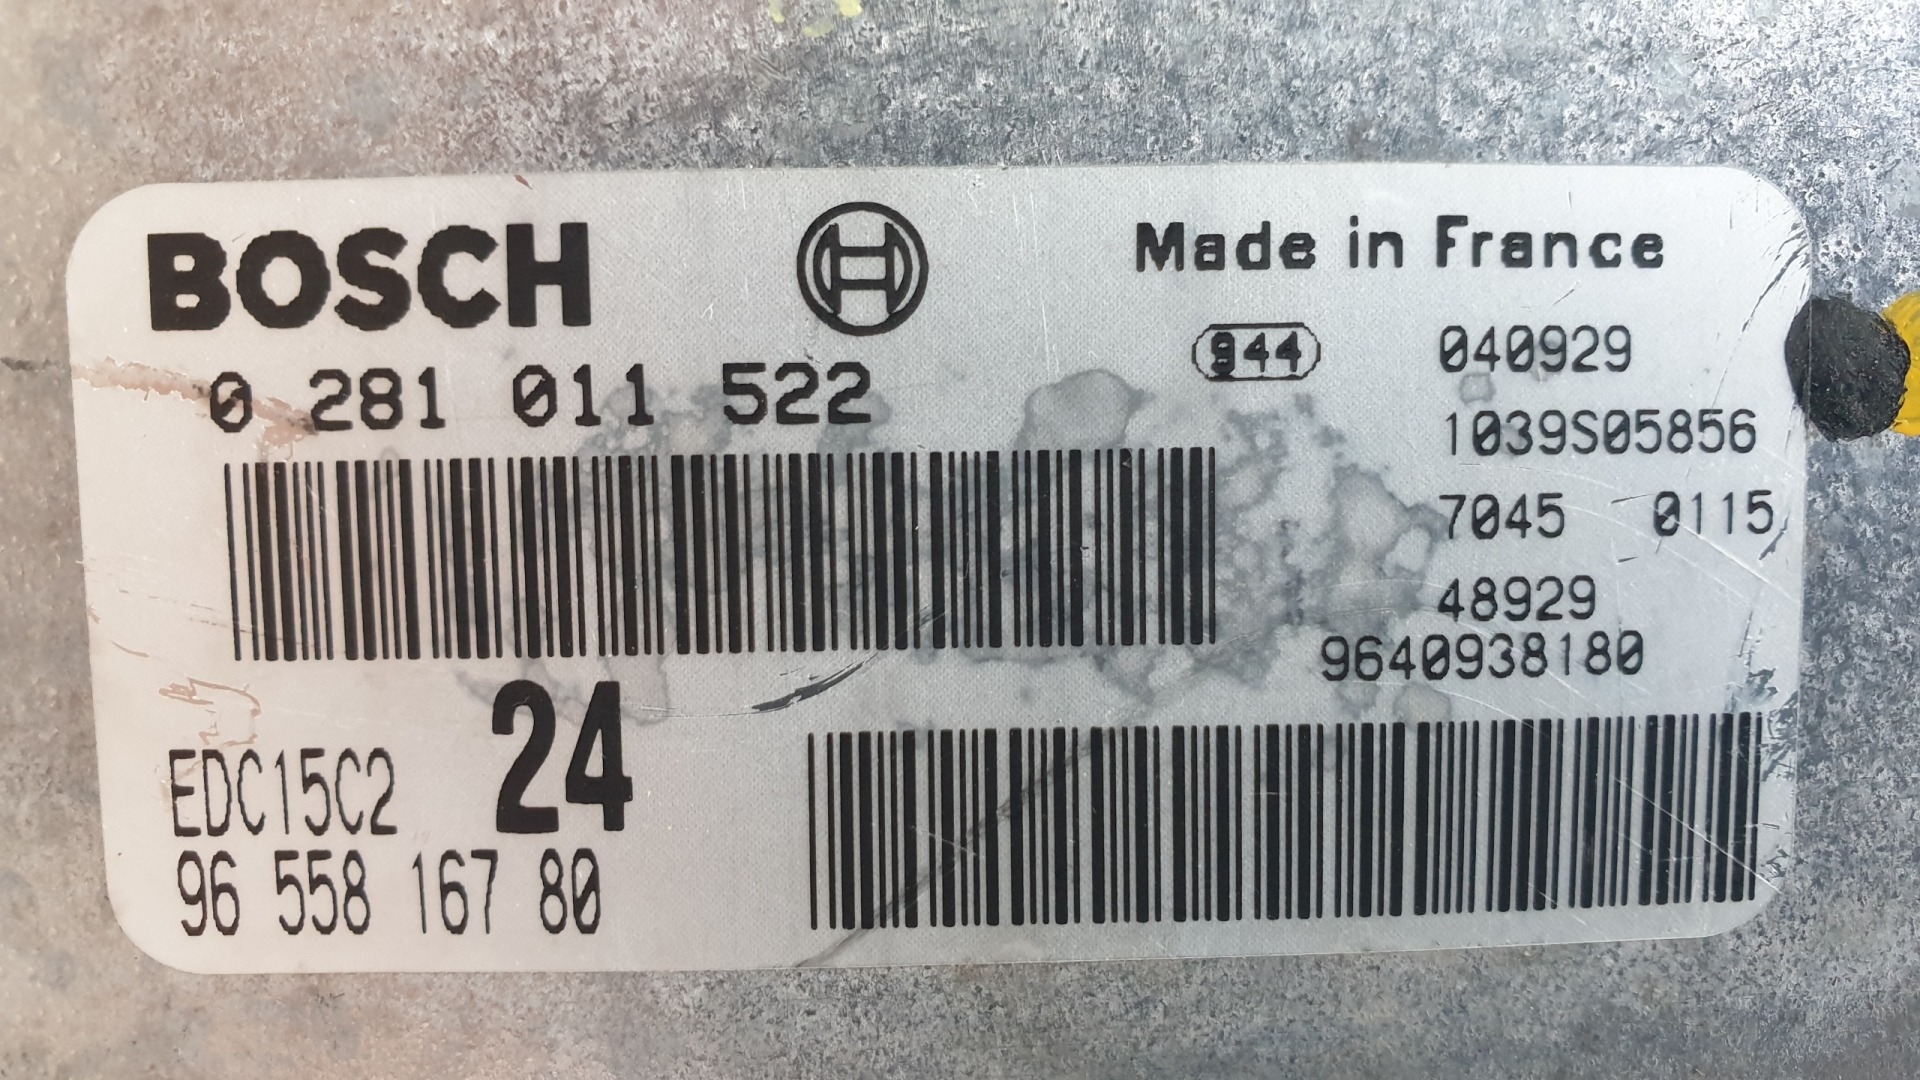 BOSCH
Made in France
944
040929
0 281 011 522
1039S05856
7045 0115
48929
9640938180
EDC15C2
24
96 558 167 80